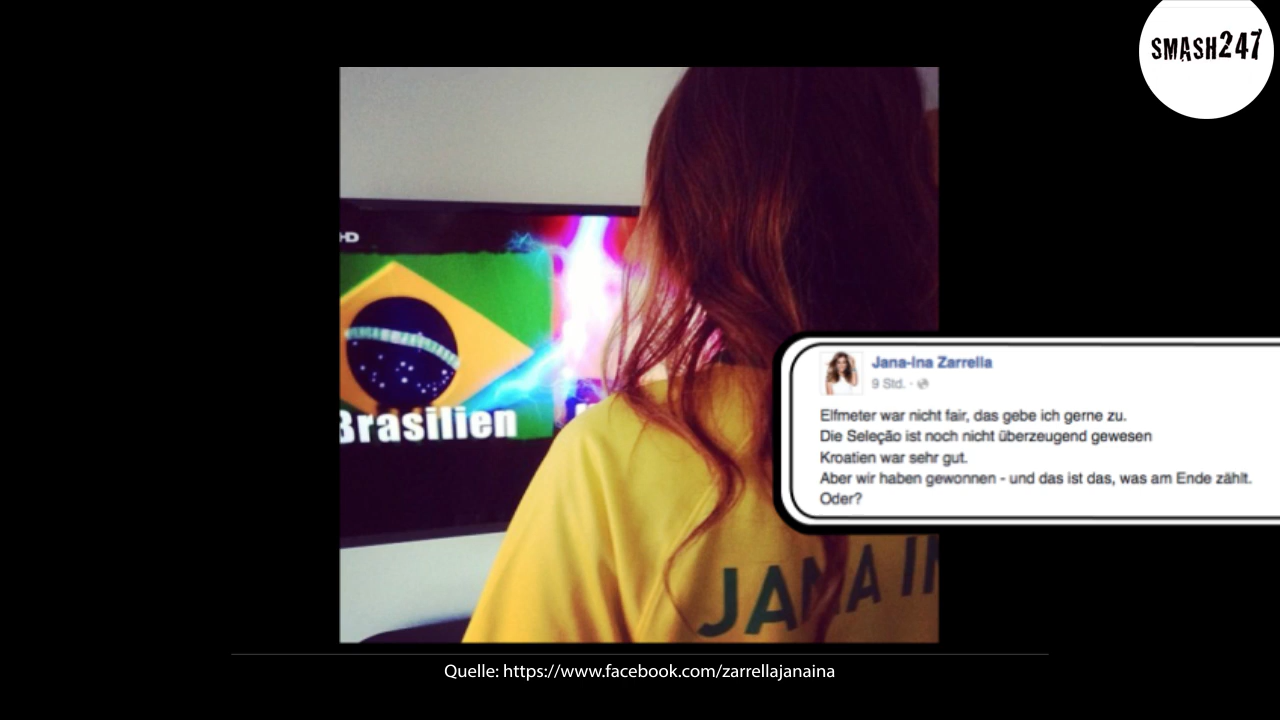 SMASH247
HD
Brasilien
Jana-Ina Zarrella
9 Std.
Elfmeter war nicht fair, das gebe ich gerne zu.
Die Seleção ist noch nicht überzeugend gewesen
Kroatien war sehr gut.
Aber wir haben gewonnen - und das ist das, was am Ende zählt.
Oder?
JANA IN
Quelle: https://www.facebook.com/zarrellajanaina